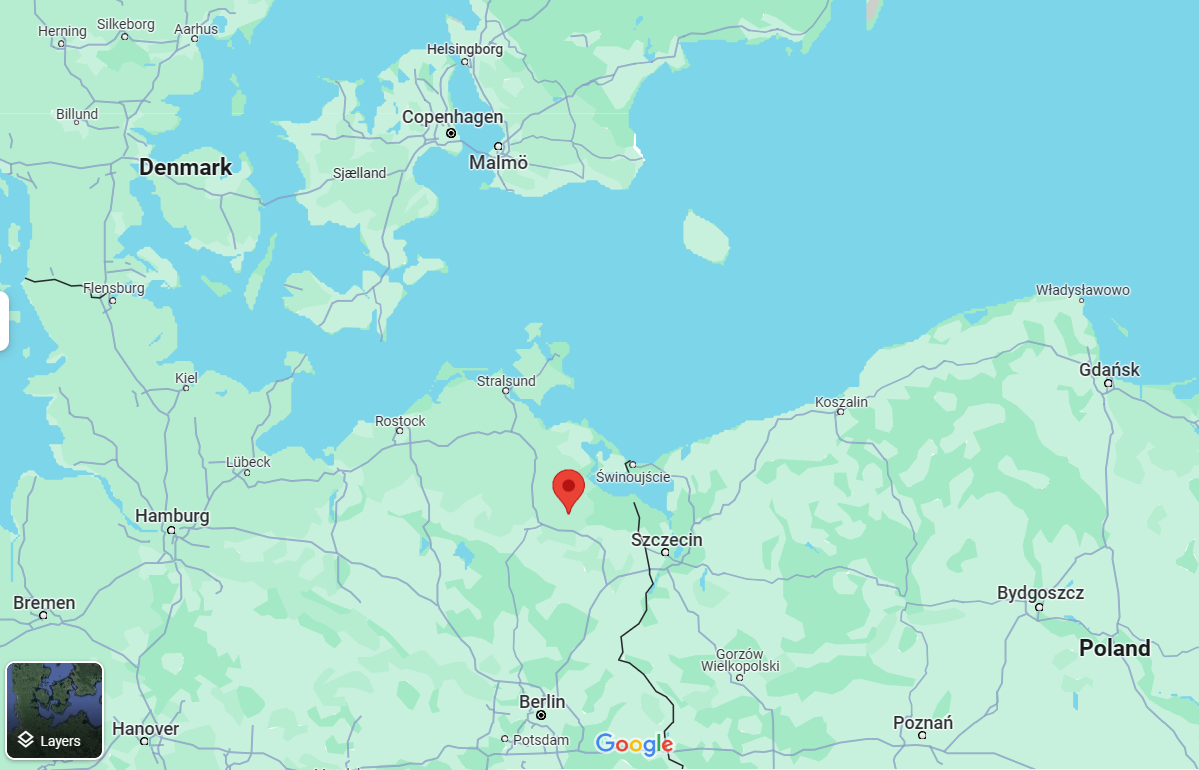 Herning
Silkeborg
Aarhus
Helsingborg
Billund
Copenhagen
Malmö
Denmark
Sjælland
Flensburg
Władysławowo
Gdańsk
Kiel
Stralsund
Koszalin
Rostock
Lübeck
Świnoujście
Hamburg
Szczecin
Bremen
Bydgoszcz
Poland
Gorzów
Wielkopolski
Berlin
Poznań
Hanover
Potsdam
Google
Layers